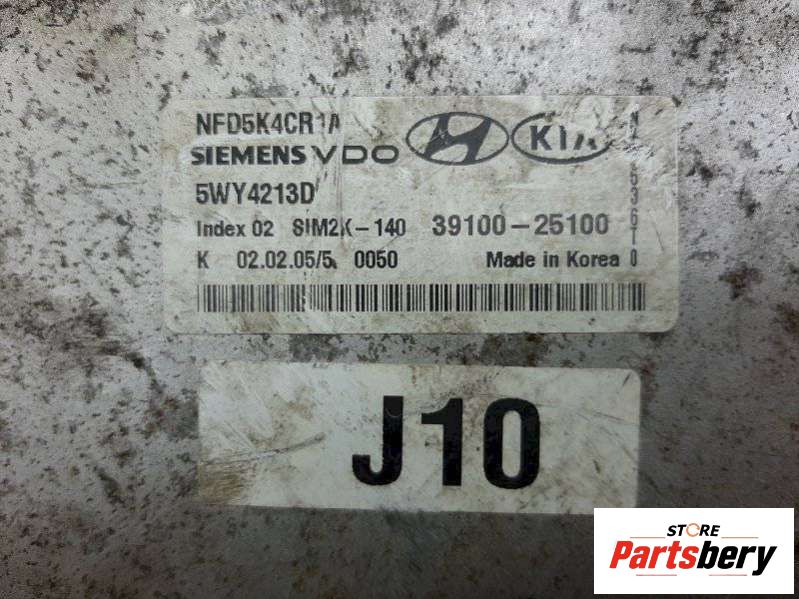 NFD5K4CR1A
SIEMENS VDO KIA
5WY4213D
Index 02 SIM2K-140 39100-25100
K 02.02.05/5. 0050 Made in Korea
J10
STORE
Partsbery